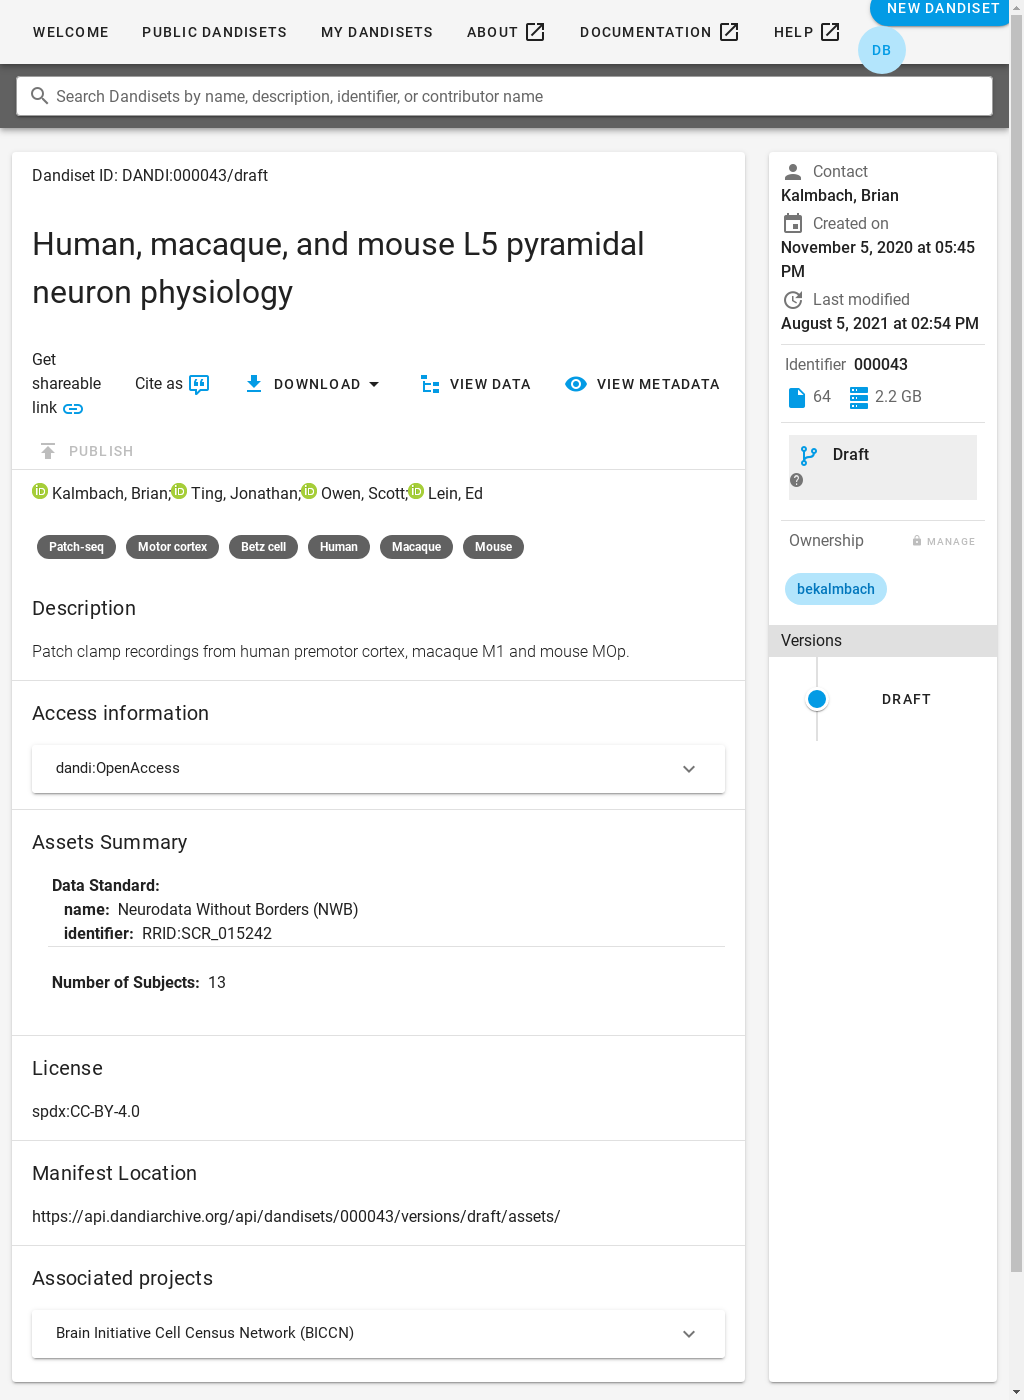 WELCOME
PUBLIC DANDISETS
MY DANDISETS
ABOUT
DOCUMENTATION
HELP
NEW DANDISET
DB
Search Dandisets by name, description, identifier, or contributor name
Dandiset ID: DANDI:000043/draft
Human, macaque, and mouse L5 pyramidal
neuron physiology
Get
shareable
link
Cite as
DOWNLOAD
VIEW DATA
VIEW METADATA
PUBLISH
iD Kalmbach, Brian; iD Ting, Jonathan; iD Owen, Scott; iD Lein, Ed
Patch-seq
Motor cortex
Betz cell
Human
Macaque
Mouse
Description
Patch clamp recordings from human premotor cortex, macaque M1 and mouse MOp.
Access information
dandi:OpenAccess
Assets Summary
Data Standard:
name: Neurodata Without Borders (NWB)
identifier: RRID:SCR_015242
Number of Subjects: 13
License
spdx:CC-BY-4.0
Manifest Location
https://api.dandiarchive.org/api/dandisets/000043/versions/draft/assets/
Associated projects
Brain Initiative Cell Census Network (BICCN)
Contact
Kalmbach, Brian
Created on
November 5, 2020 at 05:45
PM
Last modified
August 5, 2021 at 02:54 PM
Identifier 000043
64
2.2 GB
Draft
?
Ownership
MANAGE
bekalmbach
Versions
DRAFT